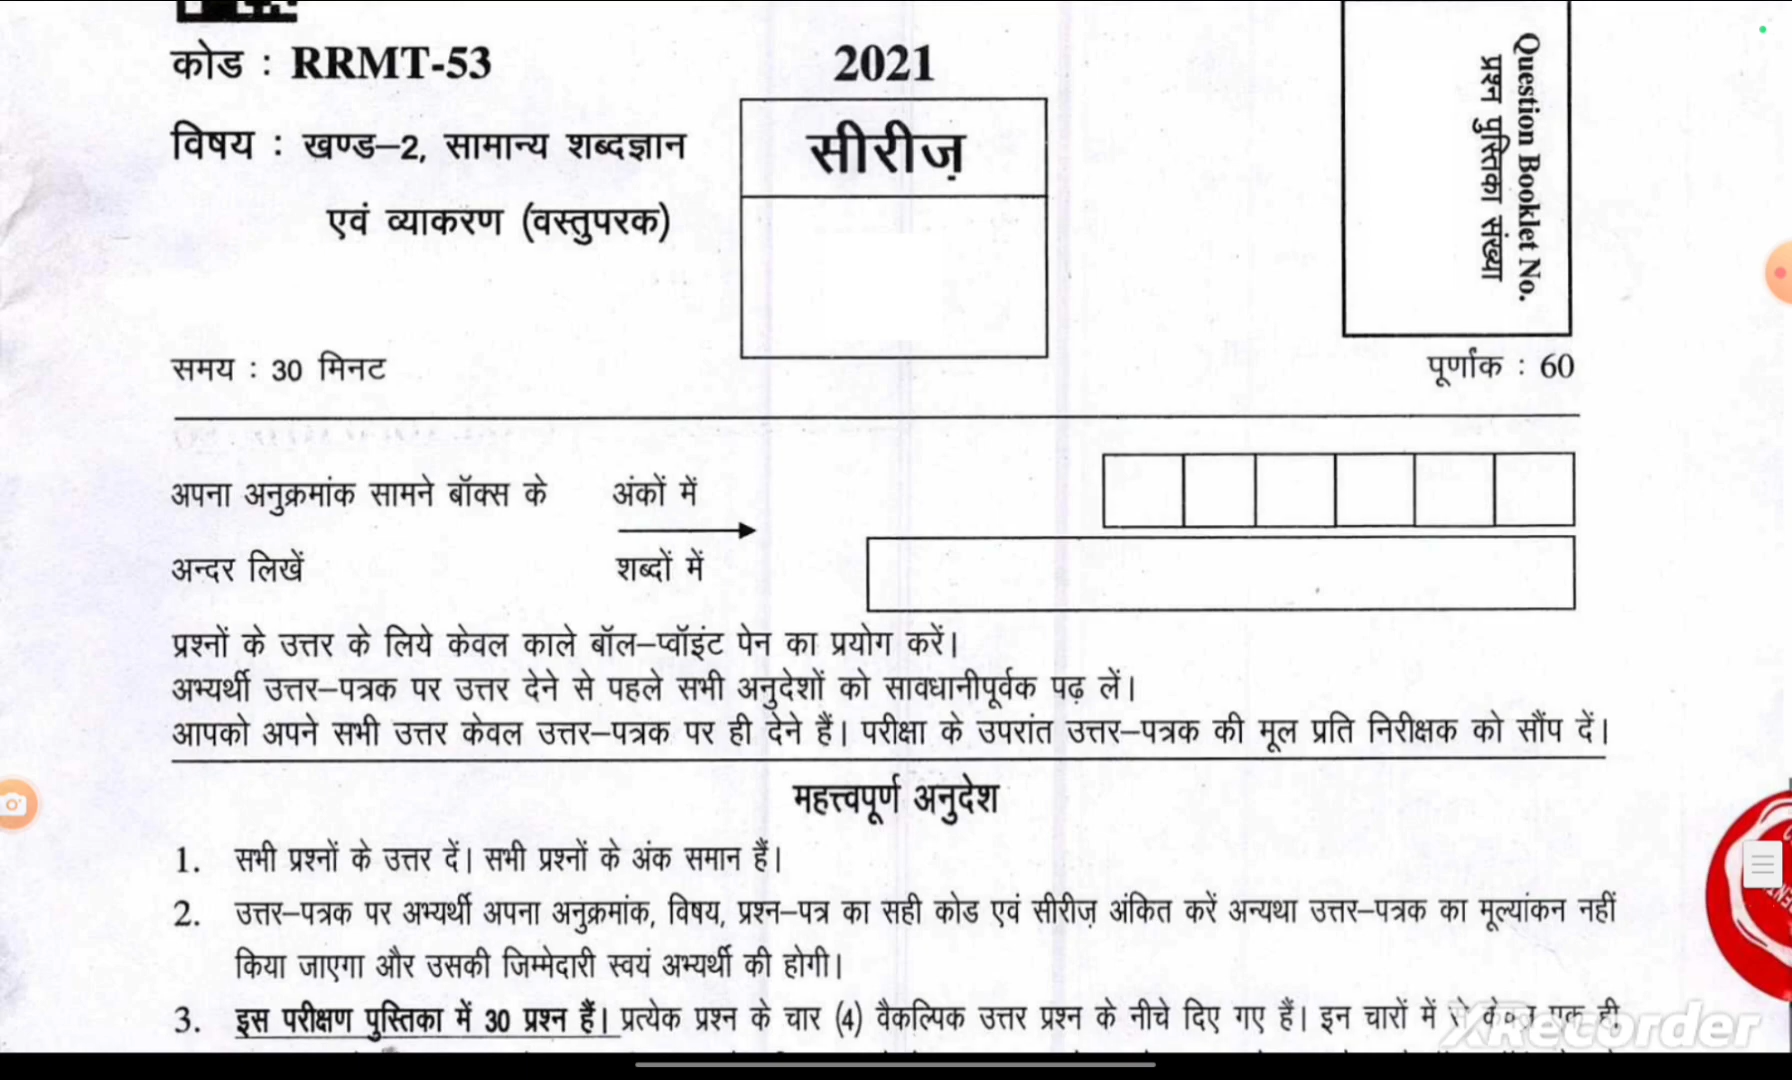 कोड : RRMT-53
2021
Question Booklet No.
प्रश्न पुस्तिका संख्या
विषय : खण्ड–2, सामान्य शब्दज्ञान
एवं व्याकरण (वस्तुपरक)
सीरीज़
समय : 30 मिनट
पूर्णांक : 60
अपना अनुक्रमांक सामने बॉक्स के
अंकों में
अन्दर लिखें
शब्दों में
प्रश्नों के उत्तर के लिये केवल काले बॉल–प्वॉइंट पेन का प्रयोग करें।
अभ्यर्थी उत्तर–पत्रक पर उत्तर देने से पहले सभी अनुदेशों को सावधानीपूर्वक पढ़ लें।
आपको अपने सभी उत्तर केवल उत्तर–पत्रक पर ही देने हैं। परीक्षा के उपरांत उत्तर–पत्रक की मूल प्रति निरीक्षक को सौंप दें।
महत्त्वपूर्ण अनुदेश
1. सभी प्रश्नों के उत्तर दें। सभी प्रश्नों के अंक समान हैं।
2. उत्तर–पत्रक पर अभ्यर्थी अपना अनुक्रमांक, विषय, प्रश्न–पत्र का सही कोड एवं सीरीज़ अंकित करें अन्यथा उत्तर–पत्रक का मूल्यांकन नहीं
किया जाएगा और उसकी जिम्मेदारी स्वयं अभ्यर्थी की होगी।
3. इस परीक्षण पुस्तिका में 30 प्रश्न हैं। प्रत्येक प्रश्न के चार (4) वैकल्पिक उत्तर प्रश्न के नीचे दिए गए हैं। इन चारों में से केवल एक ही
XRecorder